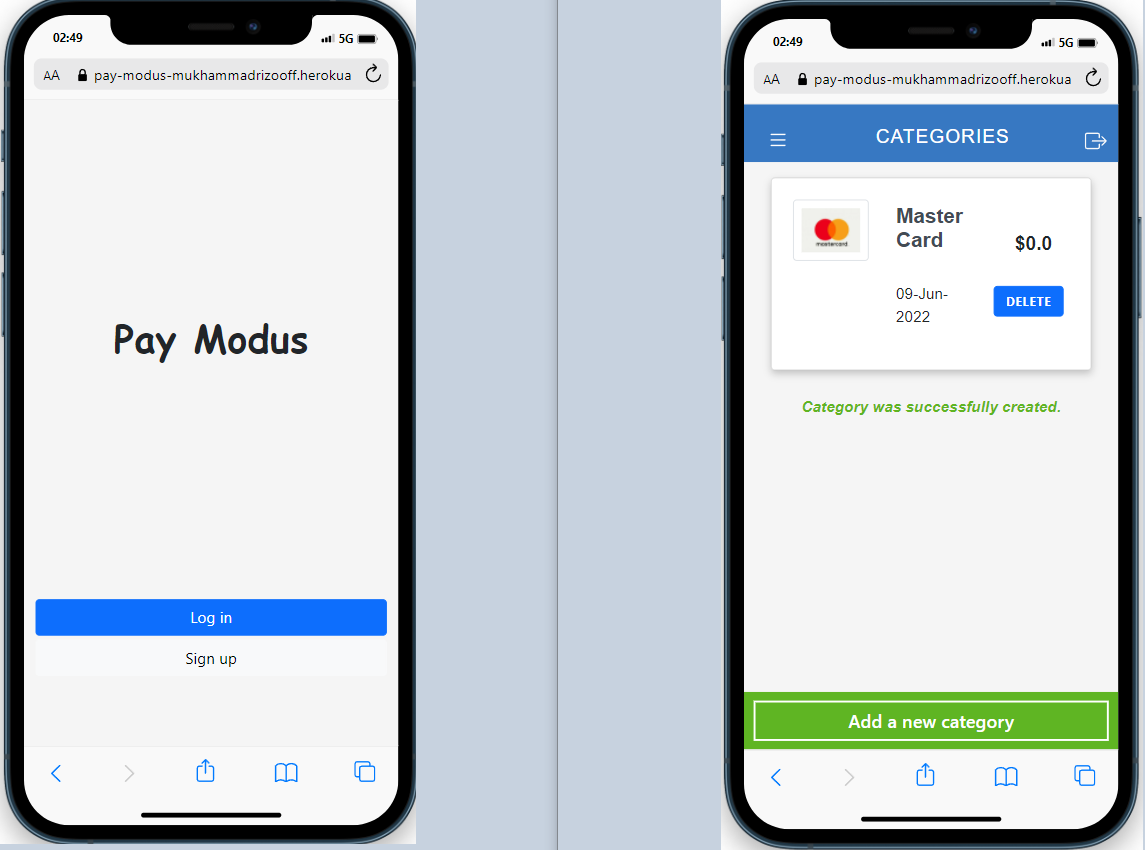 02:49
5G
AA
pay-modus-mukhammadrizooff.herokua
Pay Modus
Log in
Sign up
02:49
5G
AA
pay-modus-mukhammadrizooff.herokua
CATEGORIES
mastercard
Master
Card
$0.0
09-Jun-
2022
DELETE
Category was successfully created.
Add a new category